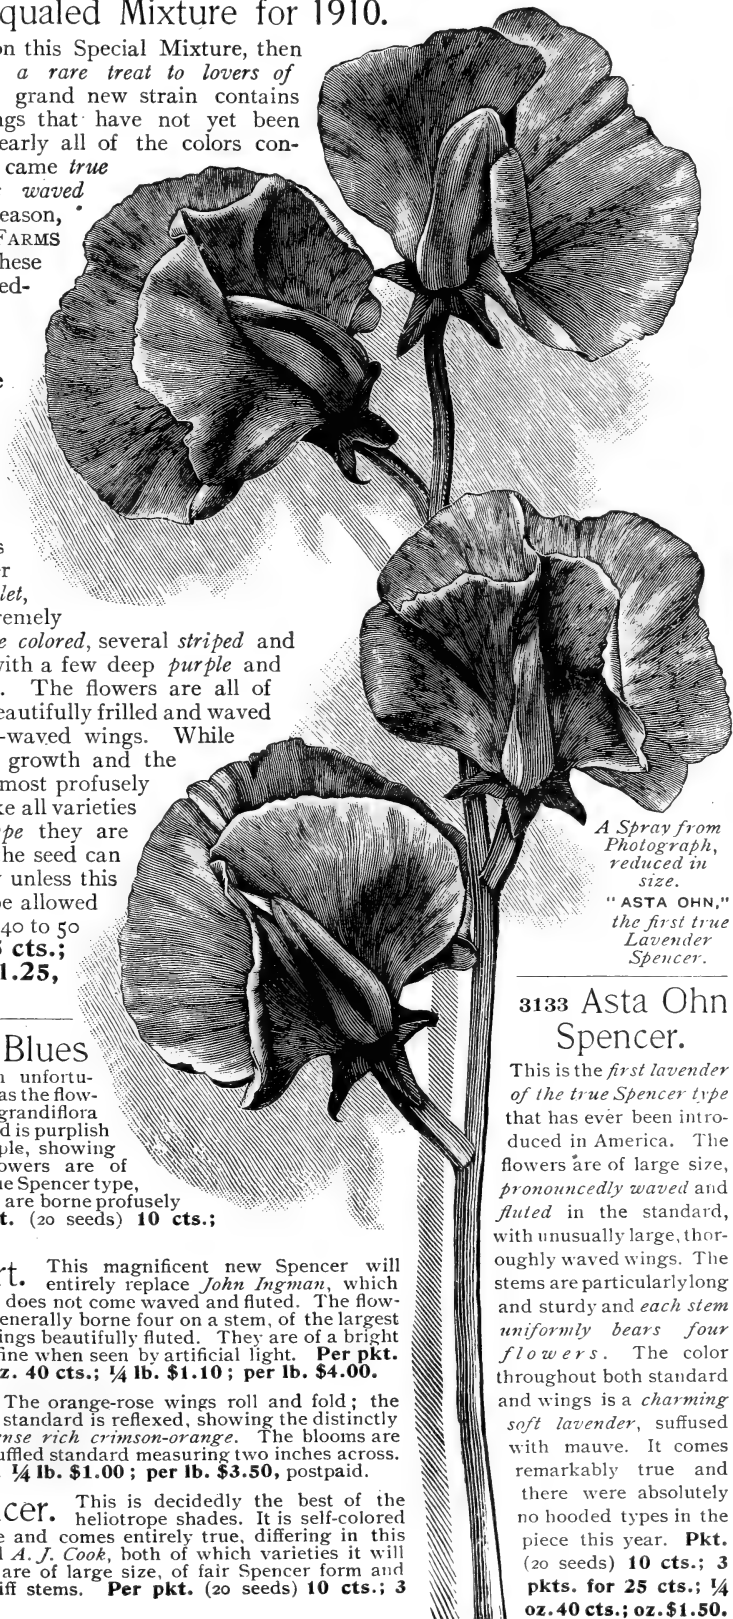 qualed Mixture for 1910.
on this Special Mixture, then
a rare treat to lovers of
grand new strain contains
ngs that have not yet been
early all of the colors con-
came true
waved
eason,
FARMS
hese
ed-
e
s
r
let,
remely
e colored, several striped and
with a few deep purple and
. The flowers are all of
eautifully frilled and waved
-waved wings. While
growth and the
most profusely
ke all varieties
pe they are
he seed can
unless this
be allowed
40 to 50
cts.;
1.25,
Blues
n unfortu-
as the flow-
grandiflora
d is purplish
ple, showing
owers are of
ue Spencer type,
are borne profusely
t. (20 seeds) 10 cts.;
rt. This magnificent new Spencer will
entirely replace John Ingman, which
does not come waved and fluted. The flow-
enerally borne four on a stem, of the largest
ings beautifully fluted. They are of a bright
fine when seen by artificial light. Per pkt.
z. 40 cts.; ¼ lb. $1.10; per lb. $4.00.
The orange-rose wings roll and fold; the
standard is reflexed, showing the distinctly
nse rich crimson-orange. The blooms are
uffled standard measuring two inches across.
¼ lb. $1.00; per lb. $3.50, postpaid.
cer. This is decidedly the best of the
heliotrope shades. It is self-colored
e and comes entirely true, differing in this
d A. J. Cook, both of which varieties it will
are of large size, of fair Spencer form and
iff stems. Per pkt. (20 seeds) 10 cts.; 3
A Spray from
Photograph,
reduced in
size.
"ASTA OHN,"
the first true
Lavender
Spencer.
3133 Asta Ohn
Spencer.
This is the first lavender
of the true Spencer type
that has ever been intro-
duced in America. The
flowers are of large size,
pronouncedly waved and
fluted in the standard,
with unusually large, thor-
oughly waved wings. The
stems are particularly long
and sturdy and each stem
uniformly bears four
flowers. The color
throughout both standard
and wings is a charming
soft lavender, suffused
with mauve. It comes
remarkably true and
there were absolutely
no hooded types in the
piece this year. Pkt.
(20 seeds) 10 cts.; 3
pkts. for 25 cts.; ¼
oz. 40 cts.; oz. $1.50.